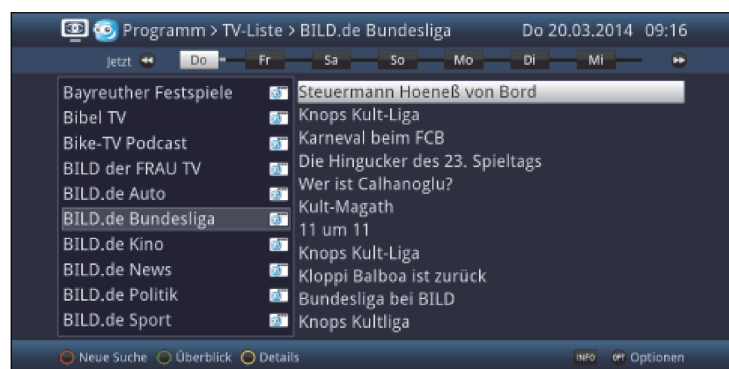 Programm > TV-Liste > BILD.de Bundesliga Do 20.03.2014 09:16
Jetzt Do Fr Sa So Mo Di Mi
Bayreuther Festspiele
Bibel TV
Bike-TV Podcast
BILD der FRAU TV
BILD.de Auto
BILD.de Bundesliga
BILD.de Kino
BILD.de News
BILD.de Politik
BILD.de Sport
Steuermann Hoeneß von Bord
Knops Kult-Liga
Karneval beim FCB
Die Hingucker des 23. Spieltags
Wer ist Calhanoglu?
Kult-Magath
11 um 11
Knops Kult-Liga
Kloppi Balboa ist zurück
Bundesliga bei BILD
Knops Kultliga
Neue Suche Überblick Details INFO OPT Optionen